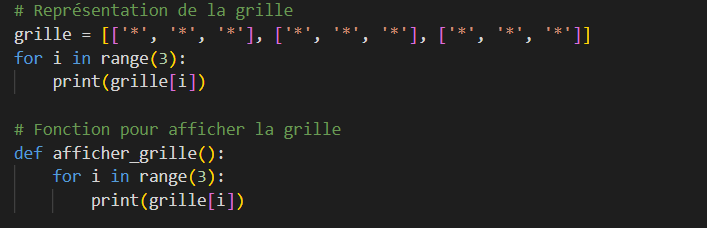 # Représentation de la grille
grille = [['*', '*', '*'], ['*', '*', '*'], ['*', '*', '*']]
for i in range(3):
    print(grille[i])

# Fonction pour afficher la grille
def afficher_grille():
    for i in range(3):
        print(grille[i])